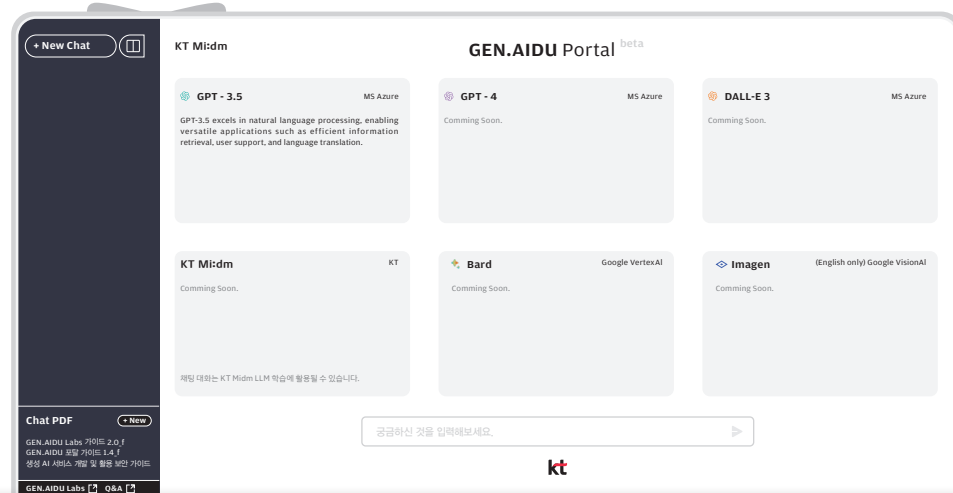 + New Chat
KT Mi:dm
GEN.AIDU Portal beta
GPT - 3.5
MS Azure
GPT-3.5 excels in natural language processing, enabling
versatile applications such as efficient information
retrieval, user support, and language translation.
GPT - 4
MS Azure
Comming Soon.
DALL-E 3
MS Azure
Comming Soon.
KT Mi:dm
KT
Comming Soon.
채팅 대화는 KT Midm LLM 학습에 활용될 수 있습니다.
Bard
Google VertexAI
Comming Soon.
Imagen
(English only) Google VisionAI
Comming Soon.
Chat PDF
+ New
GEN.AIDU Labs 가이드 2.0_f
GEN.AIDU 포탈 가이드 1.4_f
생성 AI 서비스 개발 및 활용 보안 가이드
GEN.AIDU Labs
Q&A
궁금하신 것을 입력해보세요.
kt